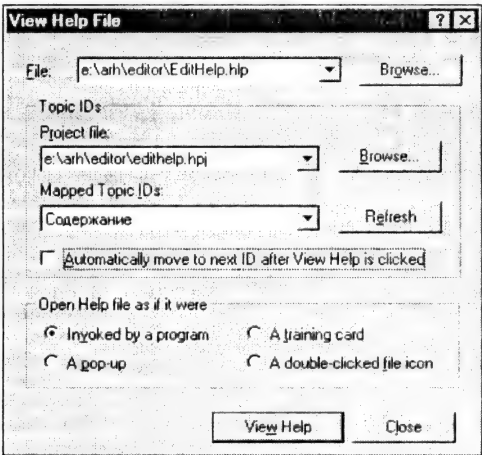 View Help File
File: e:\arh\editor\EditHelp.hlp Browse...
Topic IDs
Project file:
e:\arh\editor\edithelp.hpj Browse...
Mapped Topic IDs:
Содержание Refresh
Automatically move to next ID after View Help is clicked
Open Help file as if it were
Invoked by a program A training card
A pop-up A double-clicked file icon
View Help Close